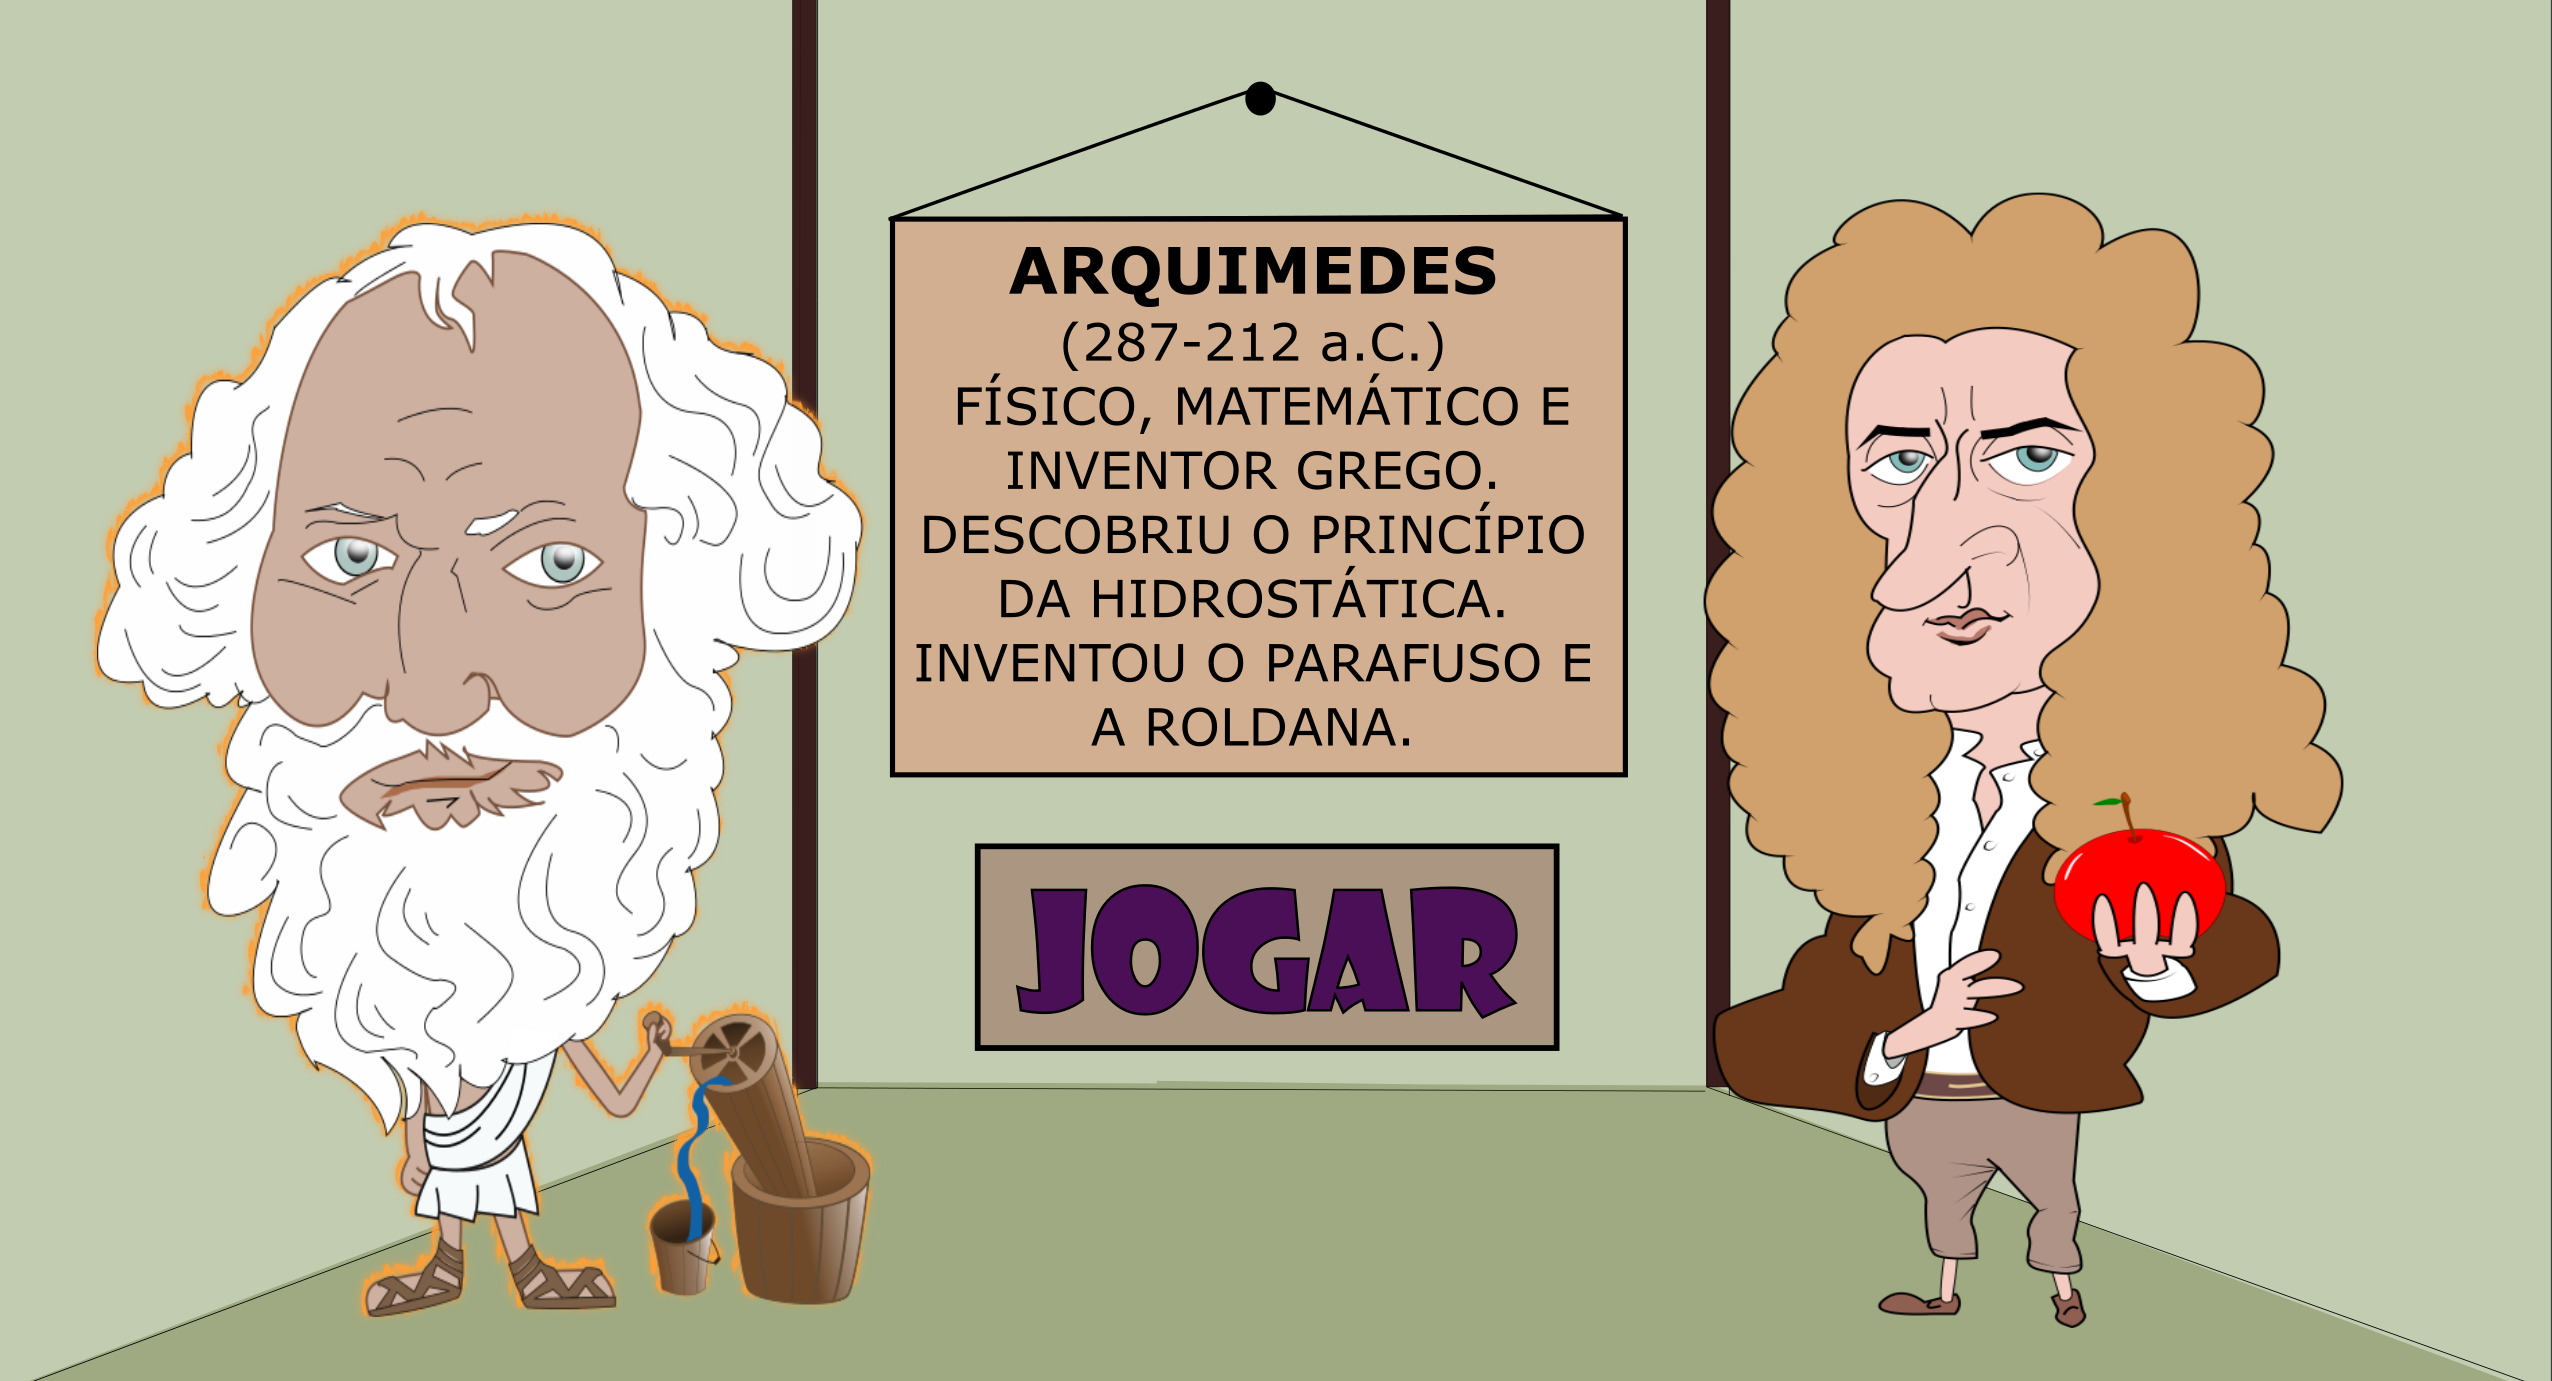 ARQUIMEDES
(287-212 a.C.)
FÍSICO, MATEMÁTICO E
INVENTOR GREGO.
DESCOBRIU O PRINCÍPIO
DA HIDROSTÁTICA.
INVENTOU O PARAFUSO E
A ROLDANA.
JOGAR